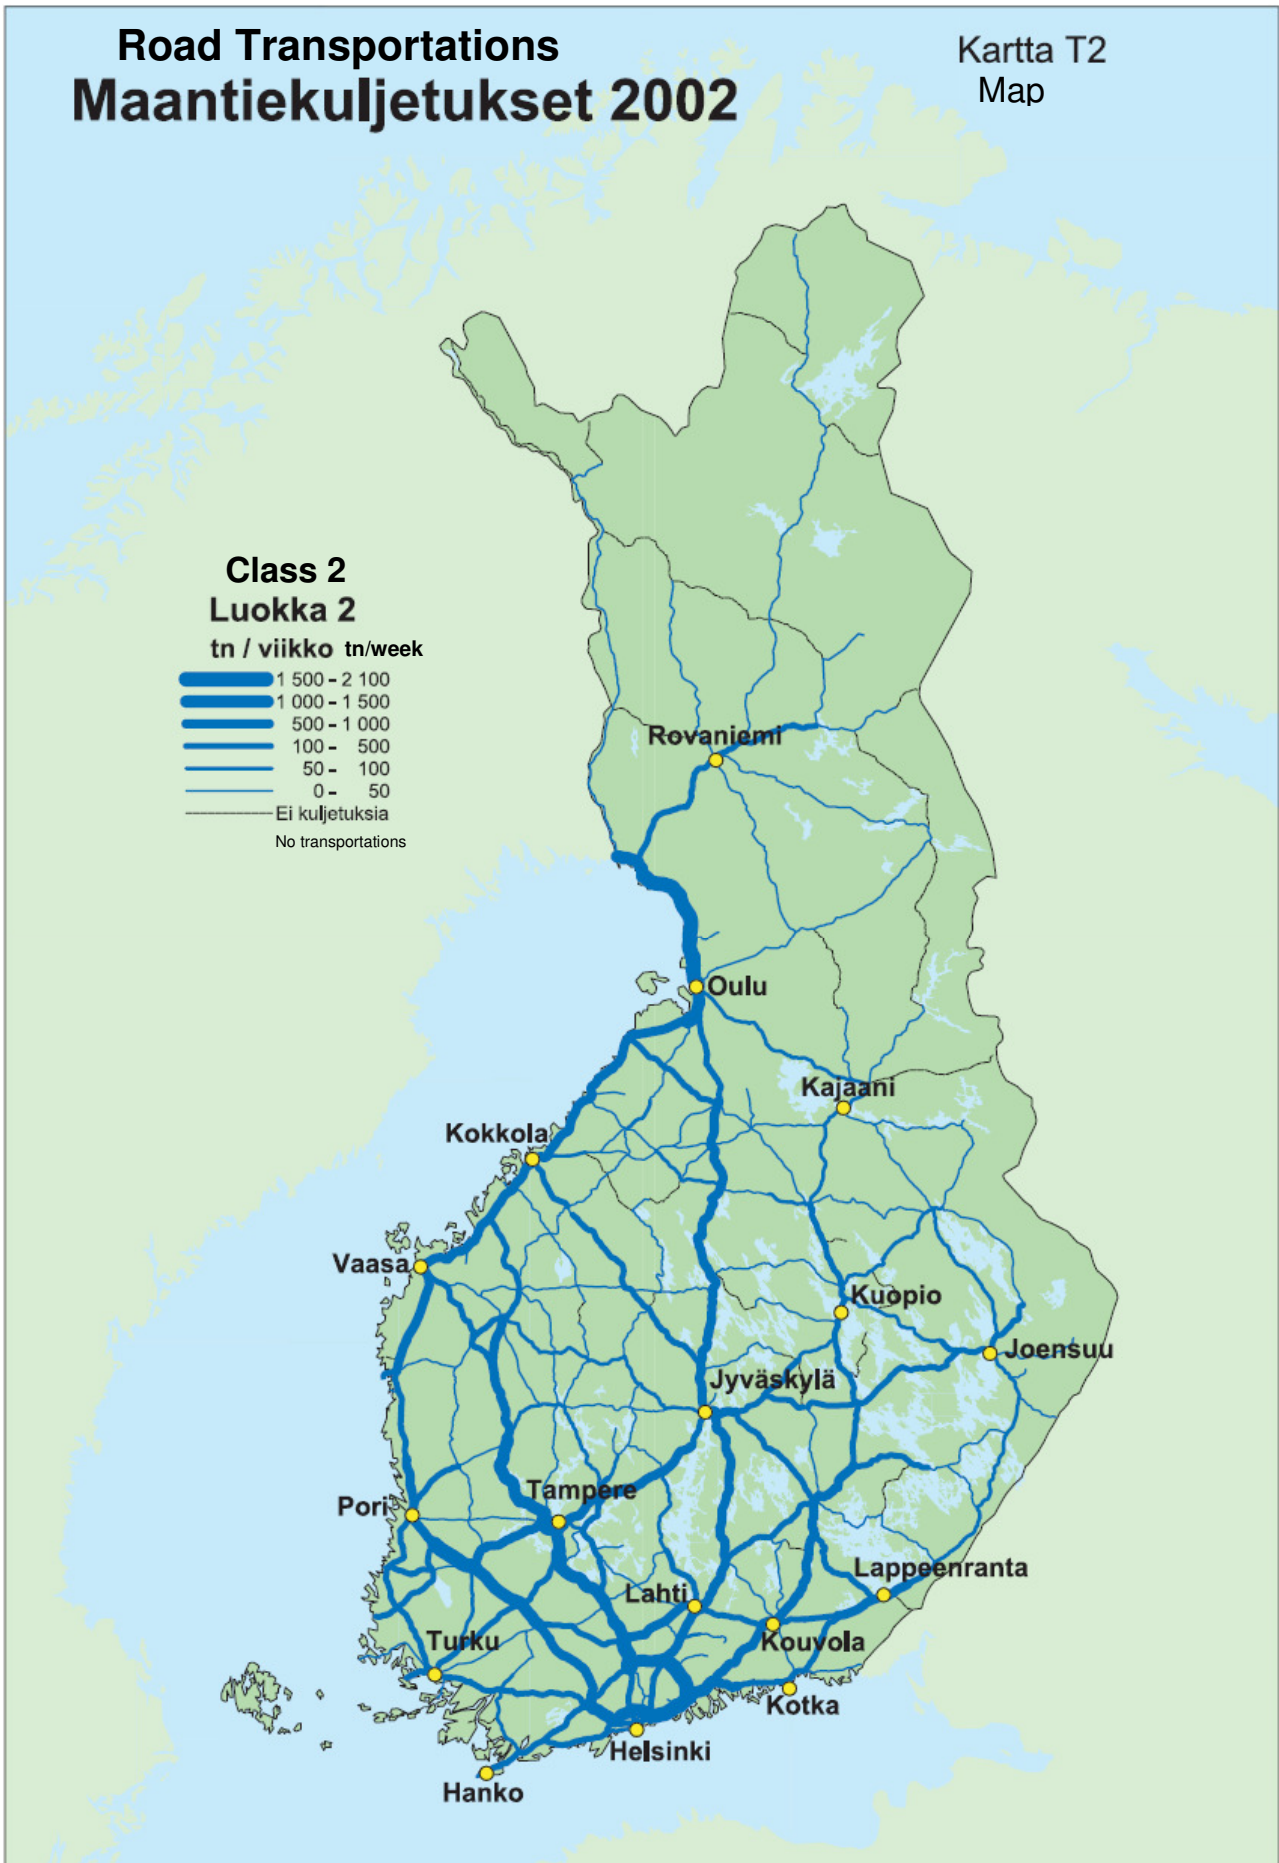 Road Transportations
Maantiekuljetukset 2002
Kartta T2
Map
Class 2
Luokka 2
tn / viikko tn/week
1 500 - 2 100
1 000 - 1 500
500 - 1 000
100 - 500
50 - 100
0 - 50
Ei kuljetuksia
No transportations
Rovaniemi
Oulu
Kajaani
Kokkola
Vaasa
Kuopio
Joensuu
Jyväskylä
Tampere
Pori
Lappeenranta
Lahti
Turku
Kouvola
Kotka
Helsinki
Hanko